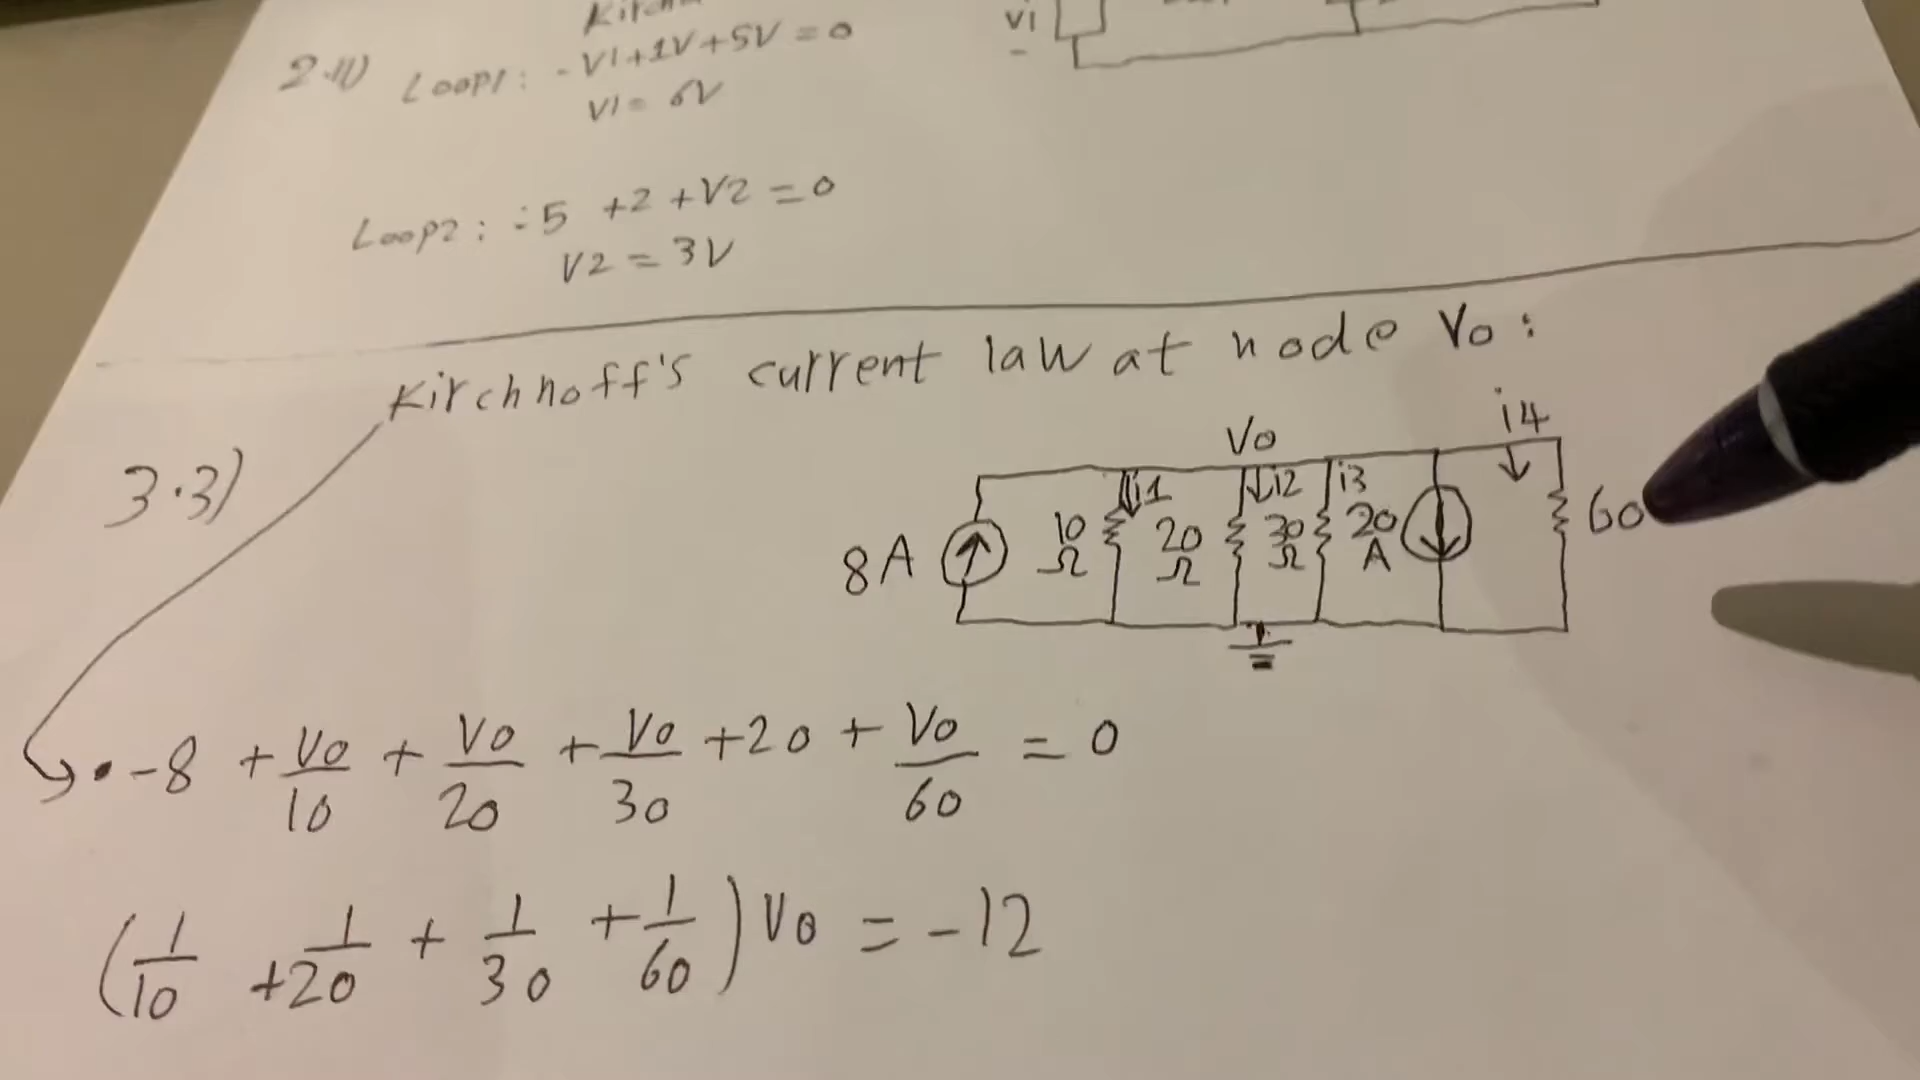 2.11) Loop1: -V1+1V+5V=0
V1= 6V
V1
-
Loop2: -5 +2 +V2 =0
V2 = 3V
Kirchhoff's current law at node Vo:
3.3)
Vo
i4
i1
i2
i3
8A
10 Ω
20 Ω
30 Ω
20 A
60
-8 + Vo/10 + Vo/20 + Vo/30 +20 + Vo/60 = 0
(1/10 + 1/20 + 1/30 + 1/60) Vo = -12